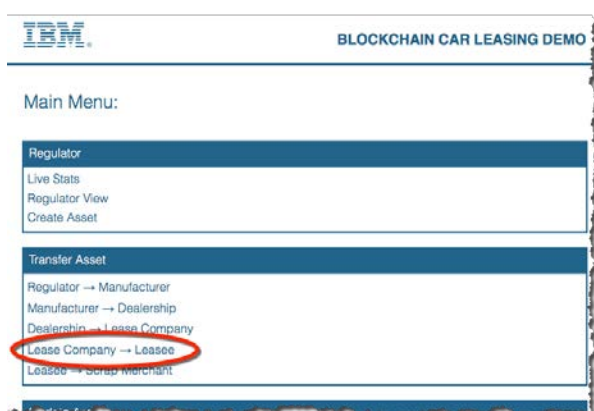 IBM.
BLOCKCHAIN CAR LEASING DEMO
Main Menu:
Regulator
Live Stats
Regulator View
Create Asset
Transfer Asset
Regulator → Manufacturer
Manufacturer → Dealership
Dealership → Lease Company
Lease Company → Leasee
Leasee → Scrap Merchant